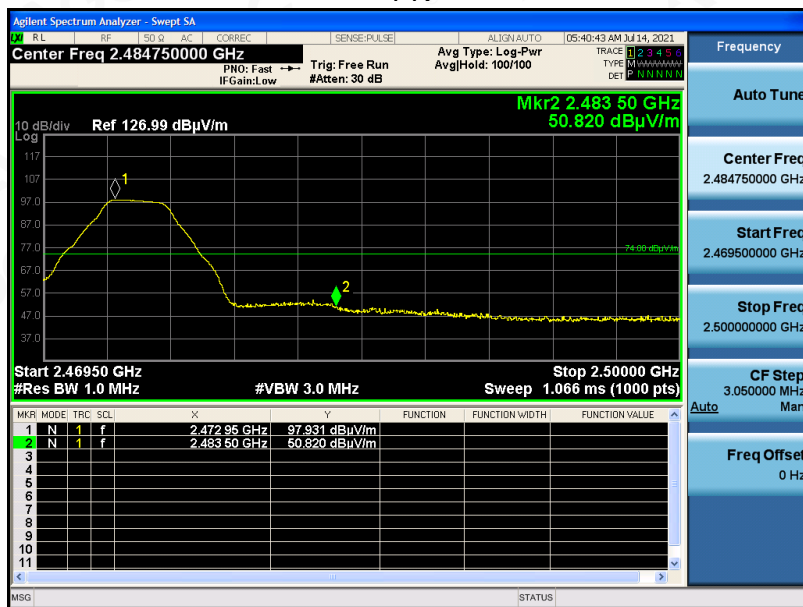 Agilent Spectrum Analyzer - Swept SA
LXI RL RF 50 Ω AC CORREC SENSE:PULSE ALIGN AUTO 05:40:43 AM Jul 14, 2021
Center Freq 2.484750000 GHz
PNO: Fast
IFGain:Low
Trig: Free Run
#Atten: 30 dB
Avg Type: Log-Pwr
Avg|Hold: 100/100
TRACE 1 2 3 4 5 6
TYPE M
DET P N N N N N
Mkr2 2.483 50 GHz
50.820 dBµV/m
10 dB/div Ref 126.99 dBµV/m
Log
117
107
97.0
87.0
77.0
67.0
57.0
47.0
37.0
1
74.00 dBµV/m
2
Start 2.46950 GHz
Stop 2.50000 GHz
#Res BW 1.0 MHz
#VBW 3.0 MHz
Sweep 1.066 ms (1000 pts)
MKR MODE TRC SCL X Y FUNCTION FUNCTION WIDTH FUNCTION VALUE
1 N 1 f 2.472 95 GHz 97.931 dBµV/m
2 N 1 f 2.483 50 GHz 50.820 dBµV/m
3
4
5
6
7
8
9
10
11
MSG
STATUS
Frequency
Auto Tune
Center Freq
2.484750000 GHz
Start Freq
2.469500000 GHz
Stop Freq
2.500000000 GHz
CF Step
3.050000 MHz
Auto Man
Freq Offset
0 Hz